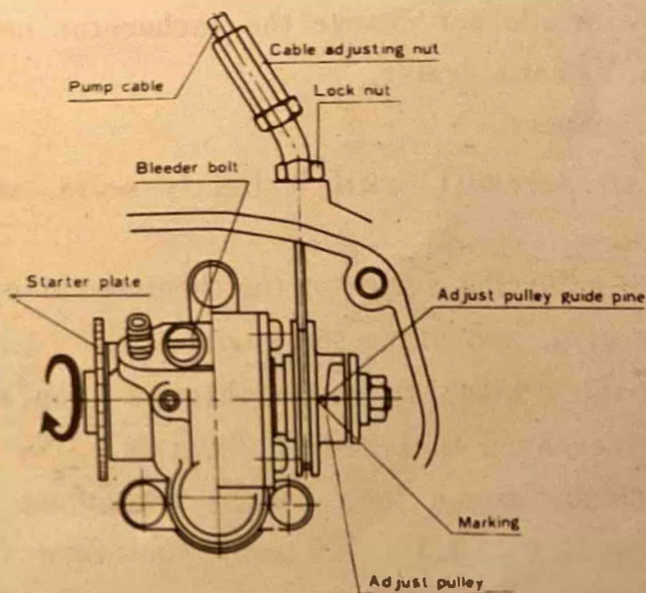 Cable adjusting nut
Pump cable
Lock nut
Bleeder bolt
Starter plate
Adjust pulley guide pine
Marking
Adjust pulley